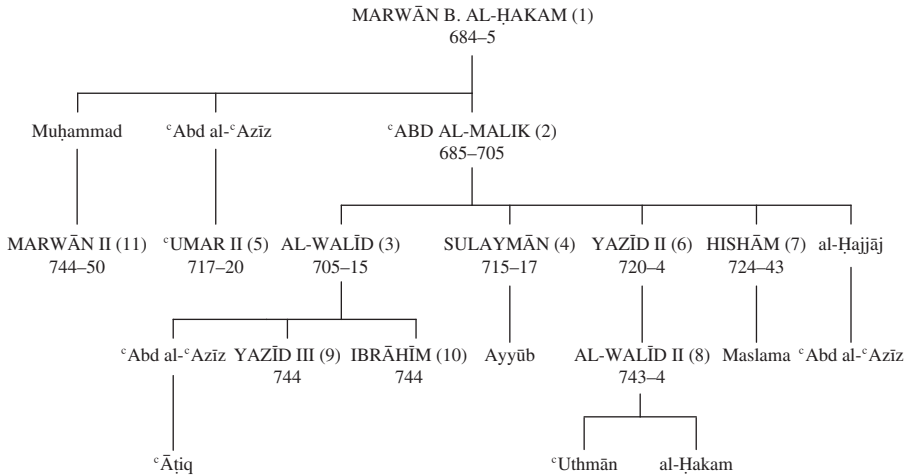 MARWĀN B. AL-ḤAKAM (1)
684–5
Muḥammad
ᶜAbd al-ᶜAzīz
ᶜABD AL-MALIK (2)
685–705
MARWĀN II (11)
744–50
ᶜUMAR II (5)
717–20
AL-WALĪD (3)
705–15
SULAYMĀN (4)
715–17
YAZĪD II (6)
720–4
HISHĀM (7)
724–43
al-Ḥajjāj
ᶜAbd al-ᶜAzīz
YAZĪD III (9)
744
IBRĀHĪM (10)
744
Ayyūb
AL-WALĪD II (8)
743–4
Maslama
ᶜAbd al-ᶜAzīz
ᶜĀṭiq
ᶜUthmān
al-Ḥakam